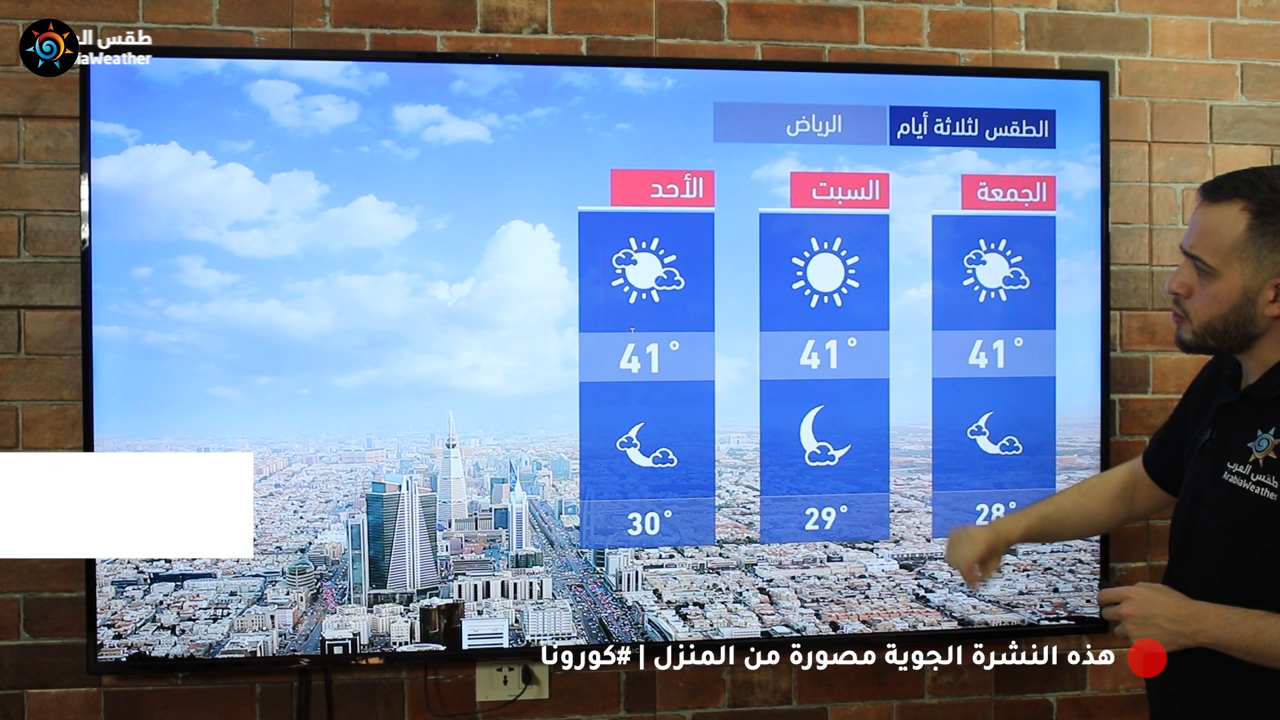 طقس
ArabiaWeather
الطقس لثلاثة أيام
الرياض
الجمعة
السبت
الأحد
41°
41°
41°
28°
29°
30°
طقس العرب
ArabiaWeather
هذه النشرة الجوية مصورة من المنزل | #كورونا